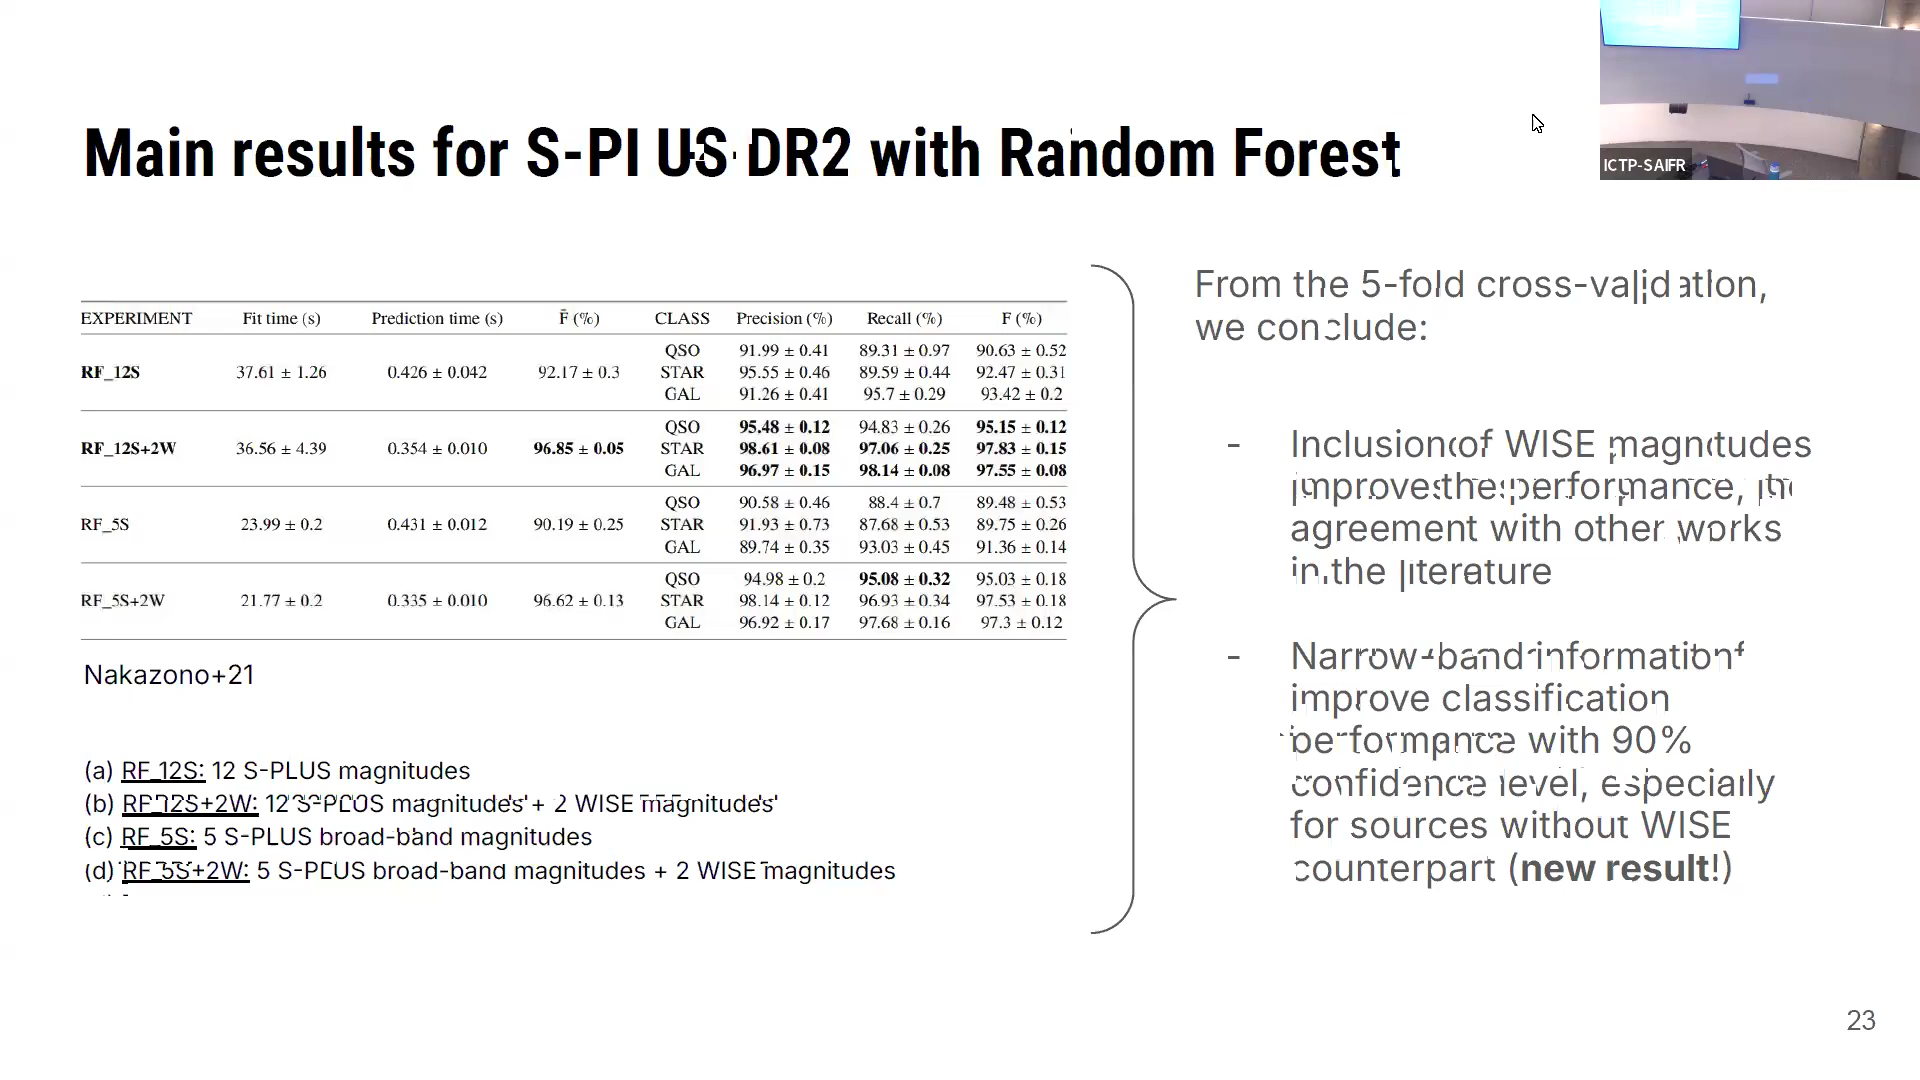 ICTP-SAIFR
Main results for S-PLUS DR2 with Random Forest
EXPERIMENT Fit time (s) Prediction time (s) F̄ (%) CLASS Precision (%) Recall (%) F (%)
QSO 91.99 ± 0.41 89.31 ± 0.97 90.63 ± 0.52
RF_12S 37.61 ± 1.26 0.426 ± 0.042 92.17 ± 0.3 STAR 95.55 ± 0.46 89.59 ± 0.44 92.47 ± 0.31
GAL 91.26 ± 0.41 95.7 ± 0.29 93.42 ± 0.2
QSO 95.48 ± 0.12 94.83 ± 0.26 95.15 ± 0.12
RF_12S+2W 36.56 ± 4.39 0.354 ± 0.010 96.85 ± 0.05 STAR 98.61 ± 0.08 97.06 ± 0.25 97.83 ± 0.15
GAL 96.97 ± 0.15 98.14 ± 0.08 97.55 ± 0.08
QSO 90.58 ± 0.46 88.4 ± 0.7 89.48 ± 0.53
RF_5S 23.99 ± 0.2 0.431 ± 0.012 90.19 ± 0.25 STAR 91.93 ± 0.73 87.68 ± 0.53 89.75 ± 0.26
GAL 89.74 ± 0.35 93.03 ± 0.45 91.36 ± 0.14
QSO 94.98 ± 0.2 95.08 ± 0.32 95.03 ± 0.18
RF_5S+2W 21.77 ± 0.2 0.335 ± 0.010 96.62 ± 0.13 STAR 98.14 ± 0.12 96.93 ± 0.34 97.53 ± 0.18
GAL 96.92 ± 0.17 97.68 ± 0.16 97.3 ± 0.12
Nakazono+21
(a) RF_12S: 12 S-PLUS magnitudes
(b) RF_12S+2W: 12 S-PLUS magnitudes + 2 WISE magnitudes
(c) RF_5S: 5 S-PLUS broad-band magnitudes
(d) RF_5S+2W: 5 S-PLUS broad-band magnitudes + 2 WISE magnitudes
From the 5-fold cross-validation,
we conclude:
- Inclusion of WISE magnitudes
improves the performance, in
agreement with other works
in the literature
- Narrow-band information
improve classification
performance with 90%
confidence level, especially
for sources without WISE
counterpart (new result!)
23